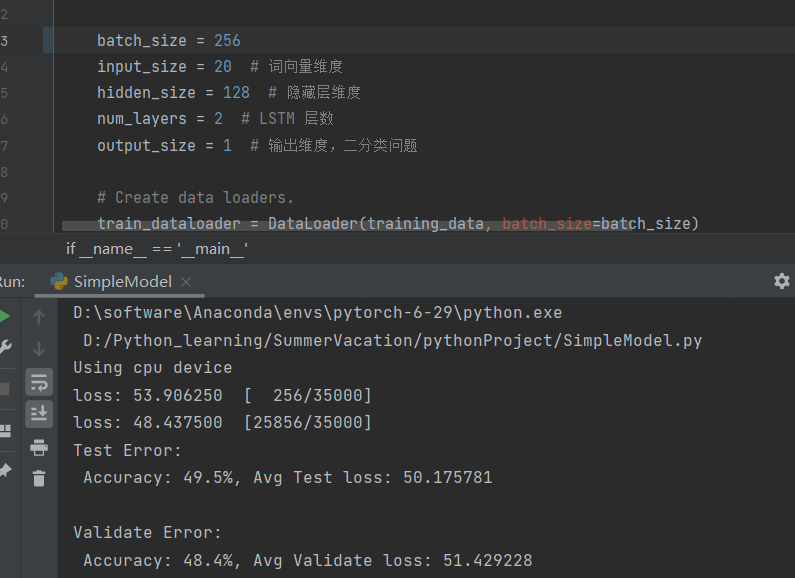 2
3 batch_size = 256
4 input_size = 20 # 词向量维度
5 hidden_size = 128 # 隐藏层维度
6 num_layers = 2 # LSTM 层数
7 output_size = 1 # 输出维度，二分类问题
8
9 # Create data loaders.
0 train_dataloader = DataLoader(training_data, batch_size=batch_size)
if __name__ == '__main__'
Run: SimpleModel
D:\software\Anaconda\envs\pytorch-6-29\python.exe
D:/Python_learning/SummerVacation/pythonProject/SimpleModel.py
Using cpu device
loss: 53.906250 [ 256/35000]
loss: 48.437500 [25856/35000]
Test Error:
Accuracy: 49.5%, Avg Test loss: 50.175781
Validate Error:
Accuracy: 48.4%, Avg Validate loss: 51.429228